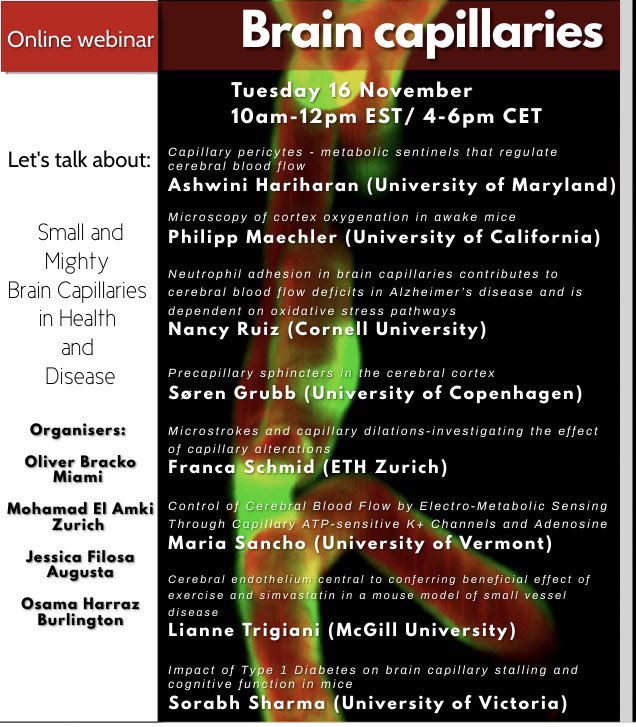 Online webinar
Brain capillaries
Tuesday 16 November
10am-12pm EST/ 4-6pm CET
Let's talk about:
Small and
Mighty
Brain Capillaries
in Health
and
Disease
Organisers:
Oliver Bracko
Miami
Mohamad El Amki
Zurich
Jessica Filosa
Augusta
Osama Harraz
Burlington
Capillary pericytes - metabolic sentinels that regulate
cerebral blood flow
Ashwini Hariharan (University of Maryland)
Microscopy of cortex oxygenation in awake mice
Philipp Maechler (University of California)
Neutrophil adhesion in brain capillaries contributes to
cerebral blood flow deficits in Alzheimer's disease and is
dependent on oxidative stress pathways
Nancy Ruiz (Cornell University)
Precapillary sphincters in the cerebral cortex
Søren Grubb (University of Copenhagen)
Microstrokes and capillary dilations-investigating the effect
of capillary alterations
Franca Schmid (ETH Zurich)
Control of Cerebral Blood Flow by Electro-Metabolic Sensing
Through Capillary ATP-sensitive K+ Channels and Adenosine
Maria Sancho (University of Vermont)
Cerebral endothelium central to conferring beneficial effect of
exercise and simvastatin in a mouse model of small vessel
disease
Lianne Trigiani (McGill University)
Impact of Type 1 Diabetes on brain capillary stalling and
cognitive function in mice
Sorabh Sharma (University of Victoria)